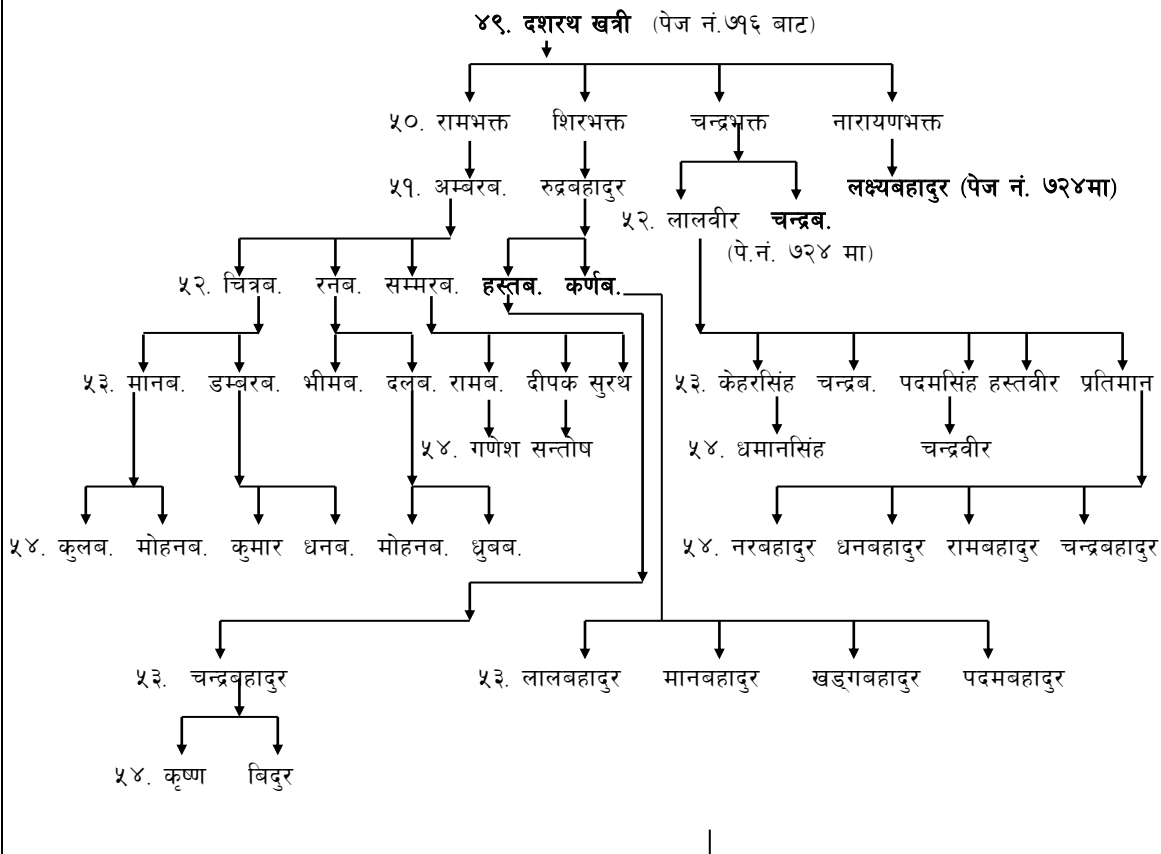 ४९. दशरथ खत्री (पेज नं.७१६ बाट)
५०. रामभक्त शिरभक्त चन्द्रभक्त नारायणभक्त
५१. अम्बरब. रुद्रबहादुर लक्ष्यबहादुर (पेज नं. ७२४मा)
५२. लालवीर चन्द्रब.
(पे.नं. ७२४ मा)
५२. चित्रब. रनब. सम्मरब. हस्तब. कर्णब.
५३. मानब. डम्बरब. भीमब. दलब. रामब. दीपक सुरथ ५३. केहरसिंह चन्द्रब. पदमसिंह हस्तवीर प्रतिमान
५४. गणेश सन्तोष ५४. धमानसिंह चन्द्रवीर
५४. कुलब. मोहनब. कुमार धनब. मोहनब. ध्रुबब. ५४. नरबहादुर धनबहादुर रामबहादुर चन्द्रबहादुर
५३. चन्द्रबहादुर ५३. लालबहादुर मानबहादुर खड्गबहादुर पदमबहादुर
५४. कृष्ण बिदुर